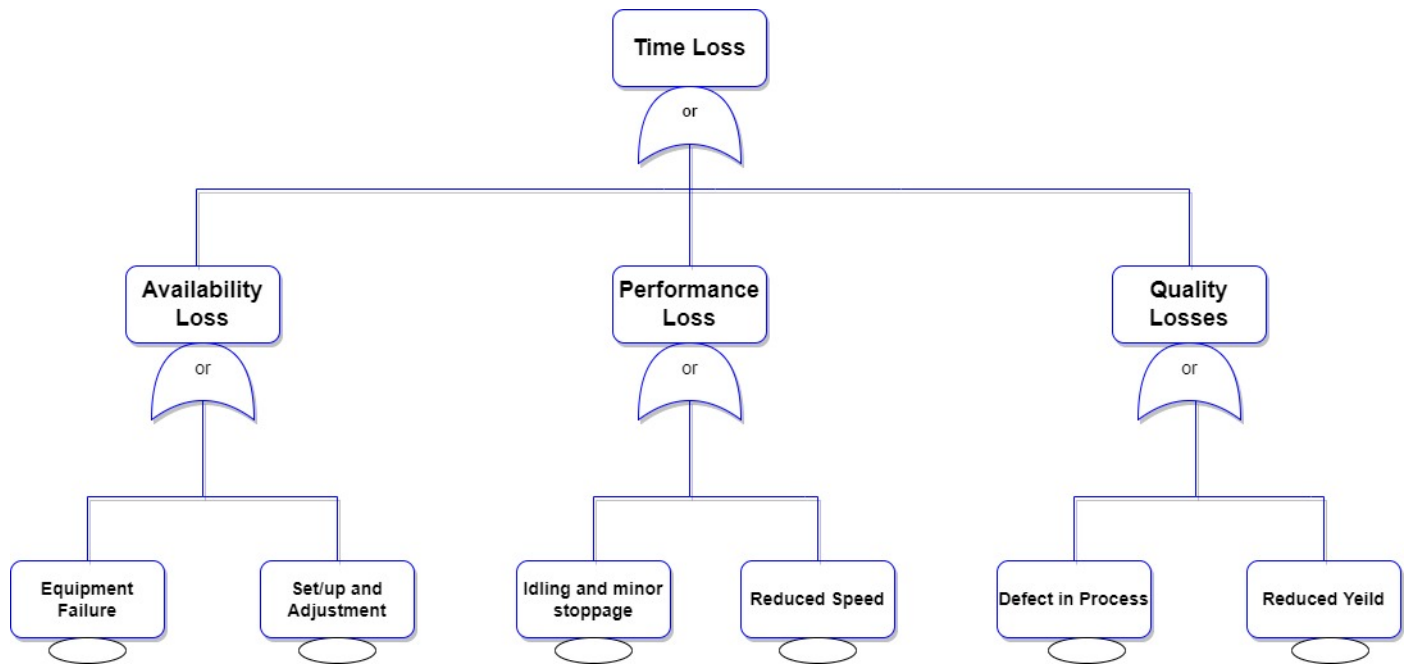 Time Loss
or
Availability
Loss
Performance
Loss
Quality
Losses
or
or
or
Equipment
Failure
Set/up and
Adjustment
Idling and minor
stoppage
Reduced Speed
Defect in Process
Reduced Yeild